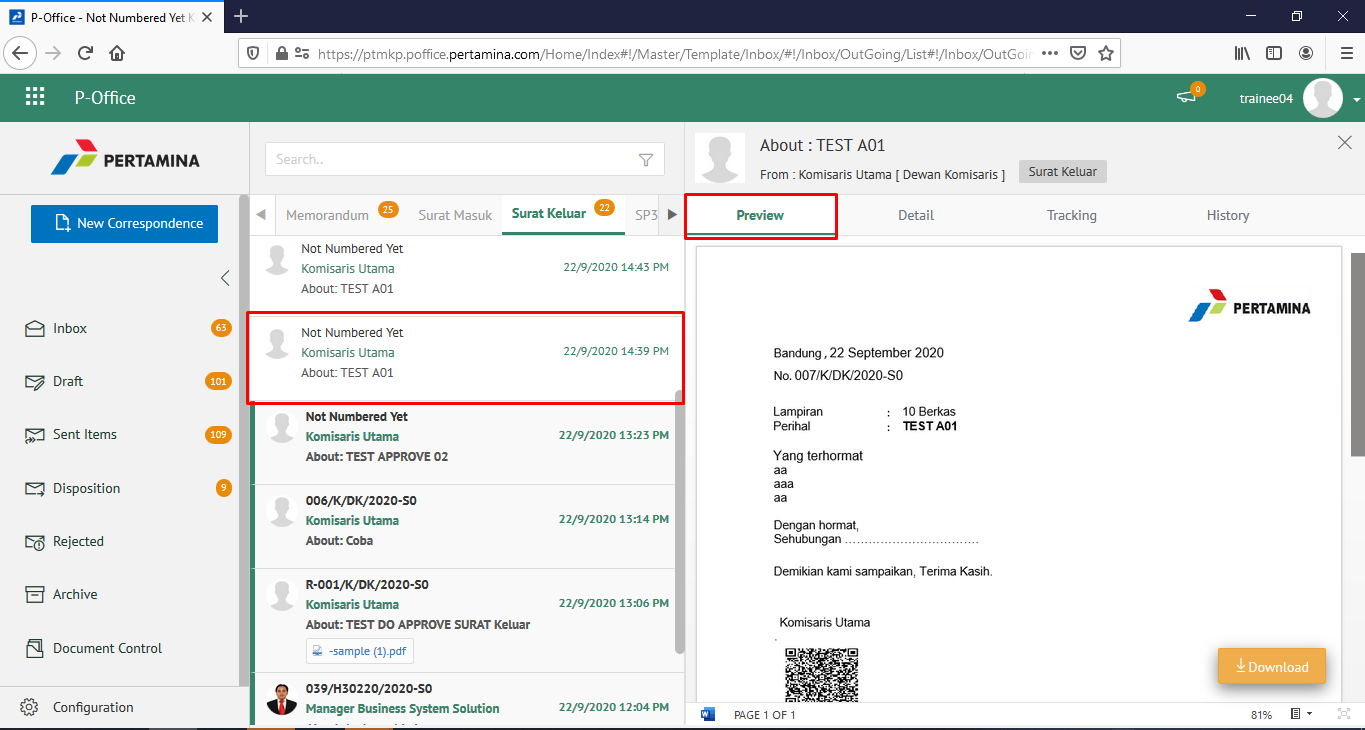 P-Office - Not Numbered Yet K
https://ptmkp.poffice.pertamina.com/Home/Index#!/Master/Template/Inbox/#!/Inbox/OutGoing/List#!/Inbox/OutGoin
P-Office
0
trainee04
PERTAMINA
New Correspondence
Inbox 63
Draft 101
Sent Items 109
Disposition 9
Rejected
Archive
Document Control
Configuration
Search..
Memorandum 25 Surat Masuk Surat Keluar 22 SP3
Not Numbered Yet
Komisaris Utama 22/9/2020 14:43 PM
About: TEST A01
Not Numbered Yet
Komisaris Utama 22/9/2020 14:39 PM
About: TEST A01
Not Numbered Yet
Komisaris Utama 22/9/2020 13:23 PM
About: TEST APPROVE 02
006/K/DK/2020-S0
Komisaris Utama 22/9/2020 13:14 PM
About: Coba
R-001/K/DK/2020-S0
Komisaris Utama 22/9/2020 13:06 PM
About: TEST DO APPROVE SURAT Keluar
-sample (1).pdf
039/H30220/2020-S0
Manager Business System Solution 22/9/2020 12:04 PM
About : TEST A01
From : Komisaris Utama [ Dewan Komisaris ] Surat Keluar
Preview Detail Tracking History
PERTAMINA
Bandung , 22 September 2020
No. 007/K/DK/2020-S0
Lampiran : 10 Berkas
Perihal : TEST A01
Yang terhormat
aa
aaa
aa
Dengan hormat,
Sehubungan …………………………….
Demikian kami sampaikan, Terima Kasih.
Komisaris Utama
Download
PAGE 1 OF 1 81%